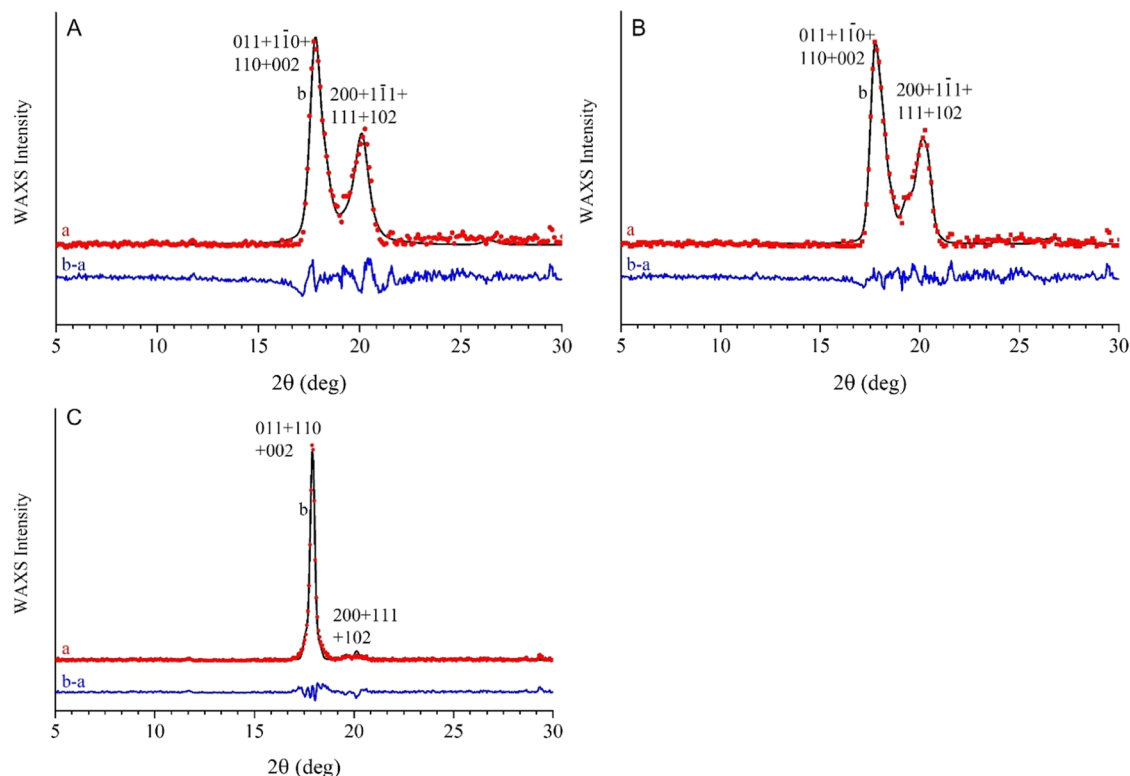 A
011+11̅0+
110+002
b
200+11̅1+
111+102
a
b-a
WAXS Intensity
5 10 15 20 25 30
2θ (deg)
B
011+11̅0+
110+002
b
200+11̅1+
111+102
a
b-a
WAXS Intensity
5 10 15 20 25 30
2θ (deg)
C
011+110
+002
b
200+111
+102
a
b-a
WAXS Intensity
5 10 15 20 25 30
2θ (deg)